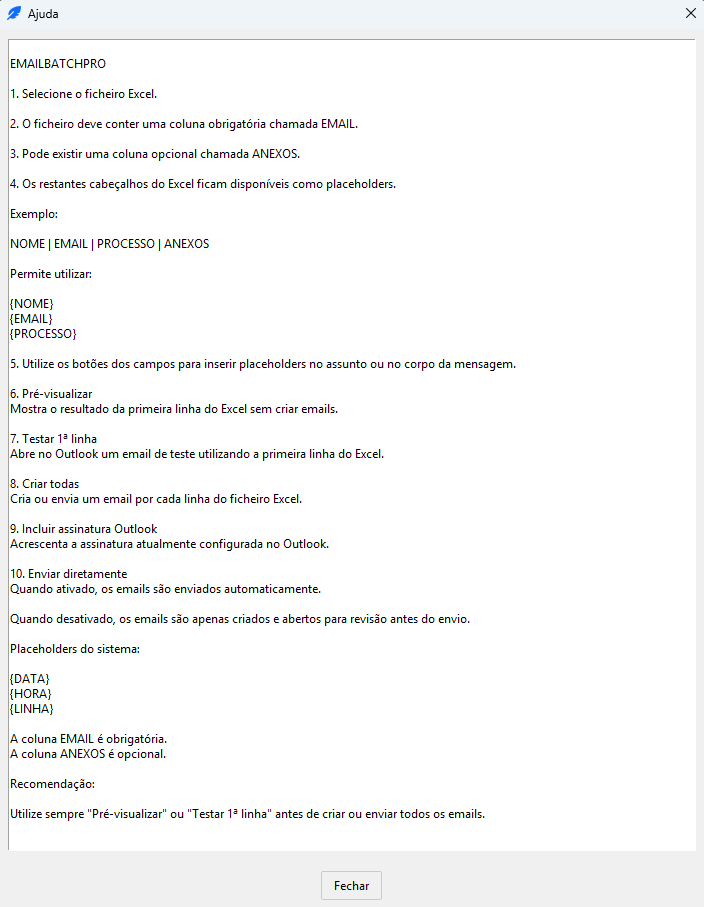 Ajuda
EMAILBATCHPRO
1. Selecione o ficheiro Excel.
2. O ficheiro deve conter uma coluna obrigatória chamada EMAIL.
3. Pode existir uma coluna opcional chamada ANEXOS.
4. Os restantes cabeçalhos do Excel ficam disponíveis como placeholders.
Exemplo:
NOME | EMAIL | PROCESSO | ANEXOS
Permite utilizar:
{NOME}
{EMAIL}
{PROCESSO}
5. Utilize os botões dos campos para inserir placeholders no assunto ou no corpo da mensagem.
6. Pré-visualizar
Mostra o resultado da primeira linha do Excel sem criar emails.
7. Testar 1ª linha
Abre no Outlook um email de teste utilizando a primeira linha do Excel.
8. Criar todas
Cria ou envia um email por cada linha do ficheiro Excel.
9. Incluir assinatura Outlook
Acrescenta a assinatura atualmente configurada no Outlook.
10. Enviar diretamente
Quando ativado, os emails são enviados automaticamente.
Quando desativado, os emails são apenas criados e abertos para revisão antes do envio.
Placeholders do sistema:
{DATA}
{HORA}
{LINHA}
A coluna EMAIL é obrigatória.
A coluna ANEXOS é opcional.
Recomendação:
Utilize sempre "Pré-visualizar" ou "Testar 1ª linha" antes de criar ou enviar todos os emails.
Fechar